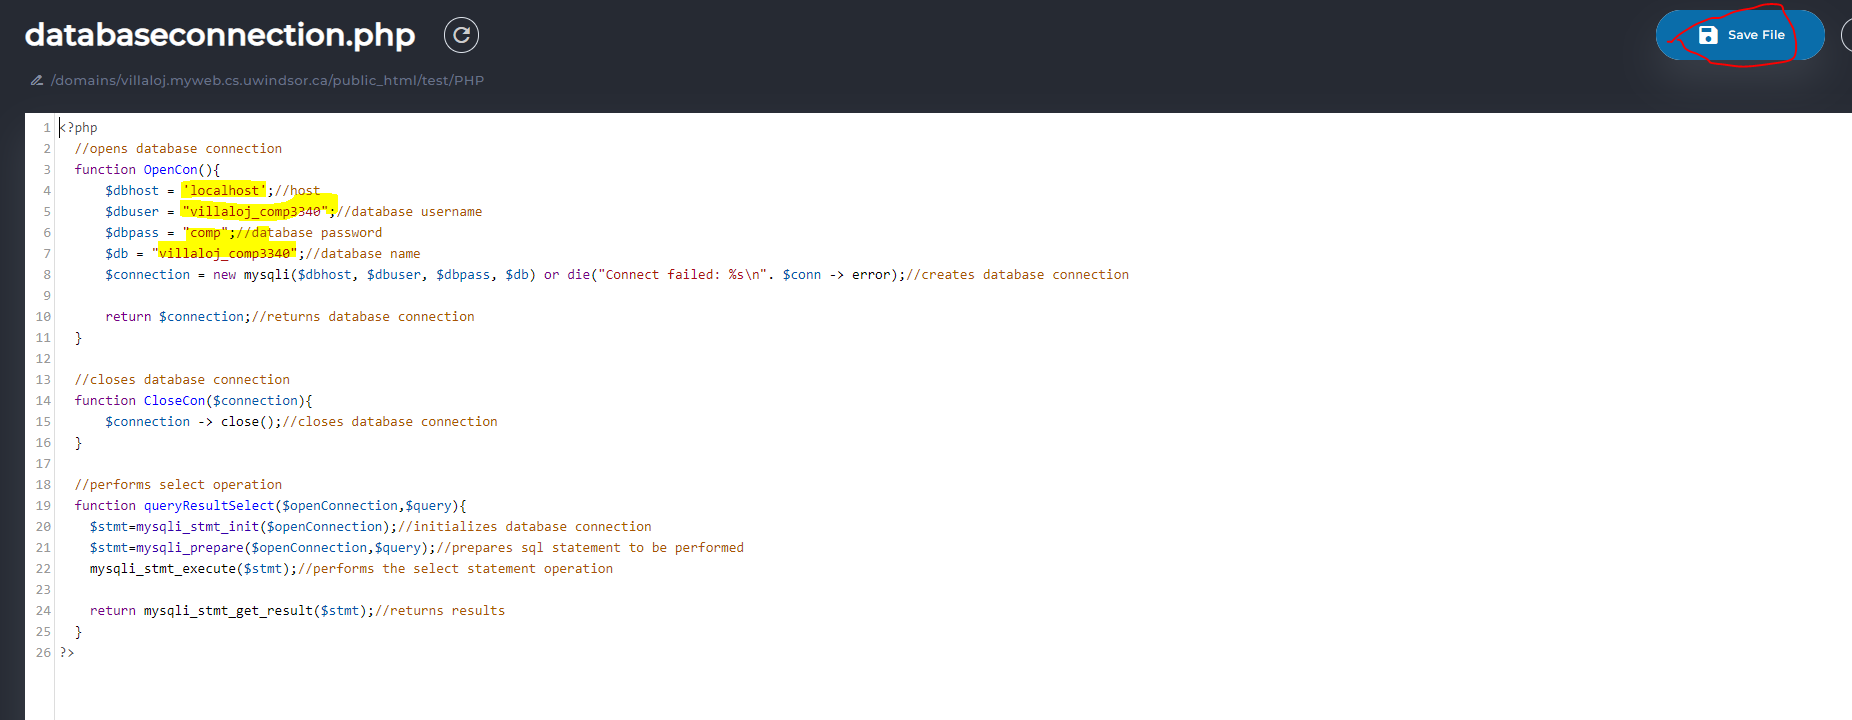 databaseconnection.php
Save File
/domains/villaloj.myweb.cs.uwindsor.ca/public_html/test/PHP
1 <?php
2 //opens database connection
3 function OpenCon(){
4 $dbhost = 'localhost';//host
5 $dbuser = "villaloj_comp3340";//database username
6 $dbpass = "comp";//database password
7 $db = "villaloj_comp3340";//database name
8 $connection = new mysqli($dbhost, $dbuser, $dbpass, $db) or die("Connect failed: %s\n". $conn -> error);//creates database connection
9
10 return $connection;//returns database connection
11 }
12
13 //closes database connection
14 function CloseCon($connection){
15 $connection -> close();//closes database connection
16 }
17
18 //performs select operation
19 function queryResultSelect($openConnection,$query){
20 $stmt=mysqli_stmt_init($openConnection);//initializes database connection
21 $stmt=mysqli_prepare($openConnection,$query);//prepares sql statement to be performed
22 mysqli_stmt_execute($stmt);//performs the select statement operation
23
24 return mysqli_stmt_get_result($stmt);//returns results
25 }
26 ?>